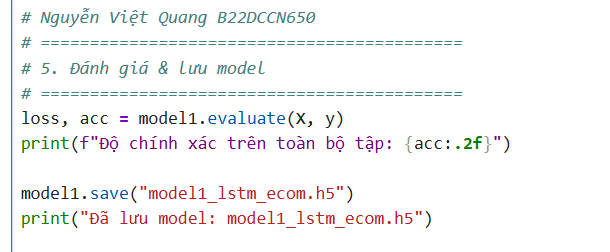 # Nguyễn Việt Quang B22DCCN650
# ===========================================
# 5. Đánh giá & lưu model
# ===========================================
loss, acc = model1.evaluate(X, y)
print(f"Độ chính xác trên toàn bộ tập: {acc:.2f}")
model1.save("model1_lstm_ecom.h5")
print("Đã lưu model: model1_lstm_ecom.h5")